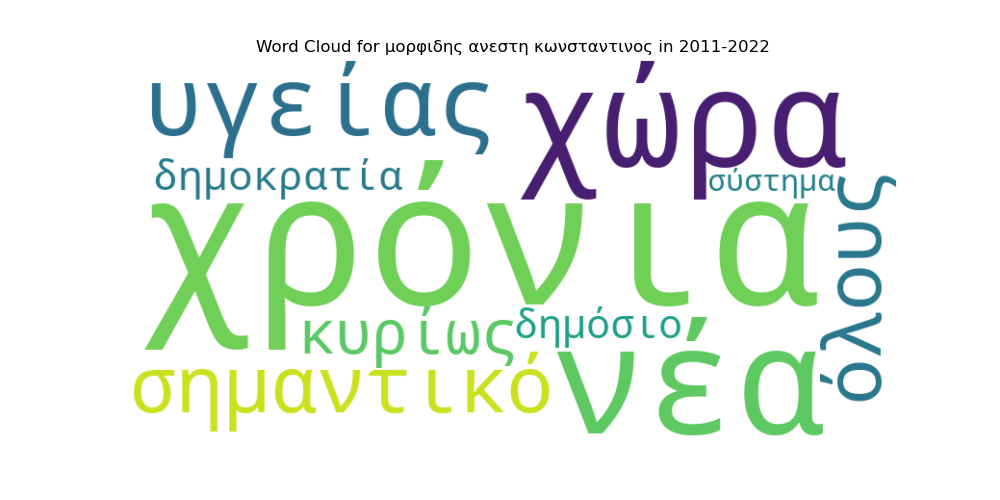 Word Cloud for μορφιδης ανεστη κωνσταντινος in 2011-2022
υγείας
χώρα
δημοκρατία
σύστημα
χρόνια
όλους
κυρίως
δημόσιο
σημαντικό
νέα